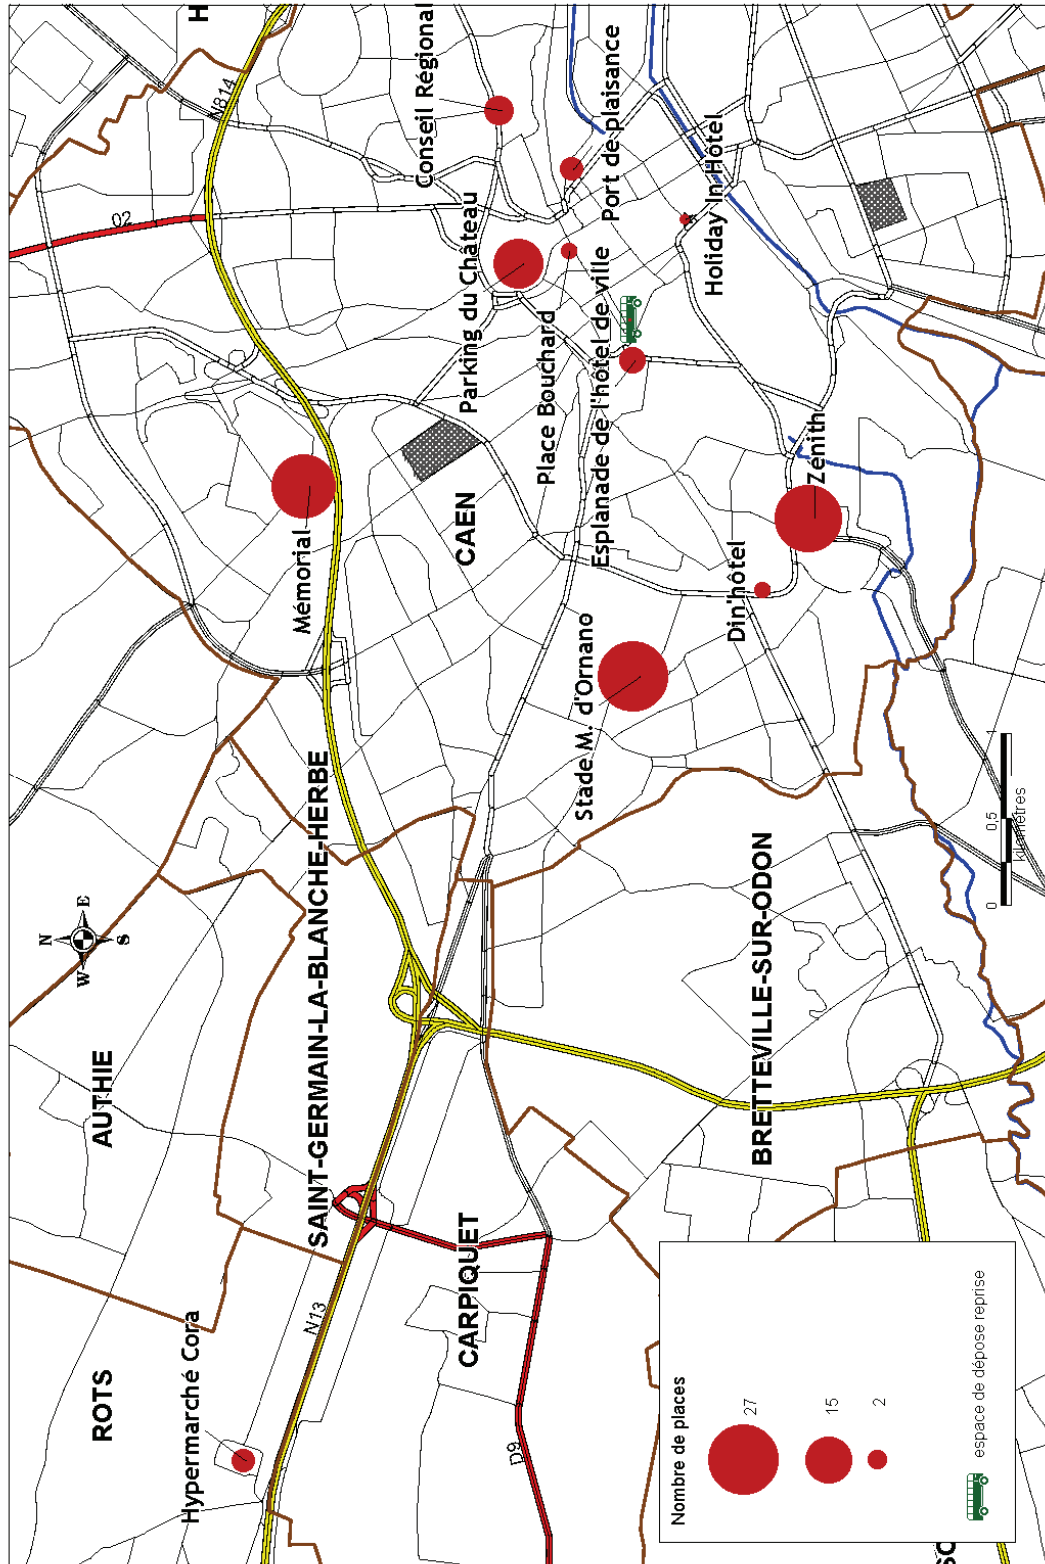 Hypermarché Cora
ROTS
AUTHIE
N
W
E
S
N13
SAINT-GERMAIN-LA-BLANCHE-HERBE
CARPIQUET
D9
Mémorial
CAEN
N814
02
H
Conseil Régional
Parking du Château
Place Bouchard
Port de plaisance
Esplanade de l'hôtel de ville
Holiday In Hôtel
Stade M. d'Ornano
Din'hôtel
Zénith
BRETTEVILLE-SUR-ODON
0
0.5
1
kilomètres
Nombre de places
27
15
2
espace de dépose reprise
SC